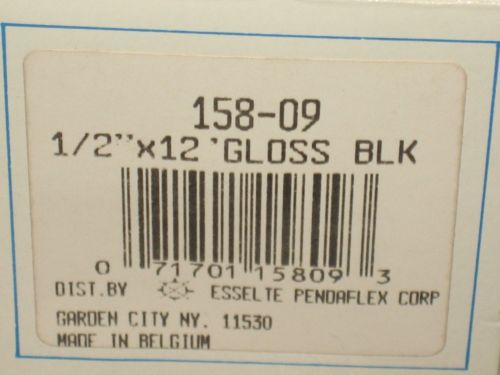 158-09
1/2"x12'GLOSS BLK
0 71701 15809 3
DIST.BY ESSELTE PENDAFLEX CORP
GARDEN CITY NY. 11530
MADE IN BELGIUM